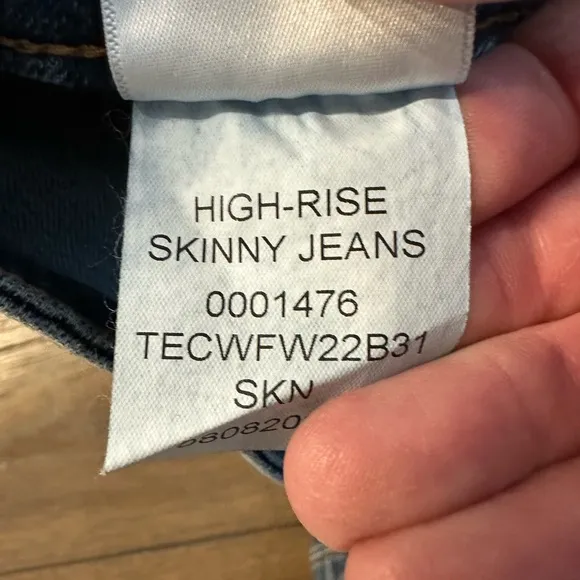 HIGH-RISE
SKINNY JEANS
0001476
TECWFW22B31
SKN